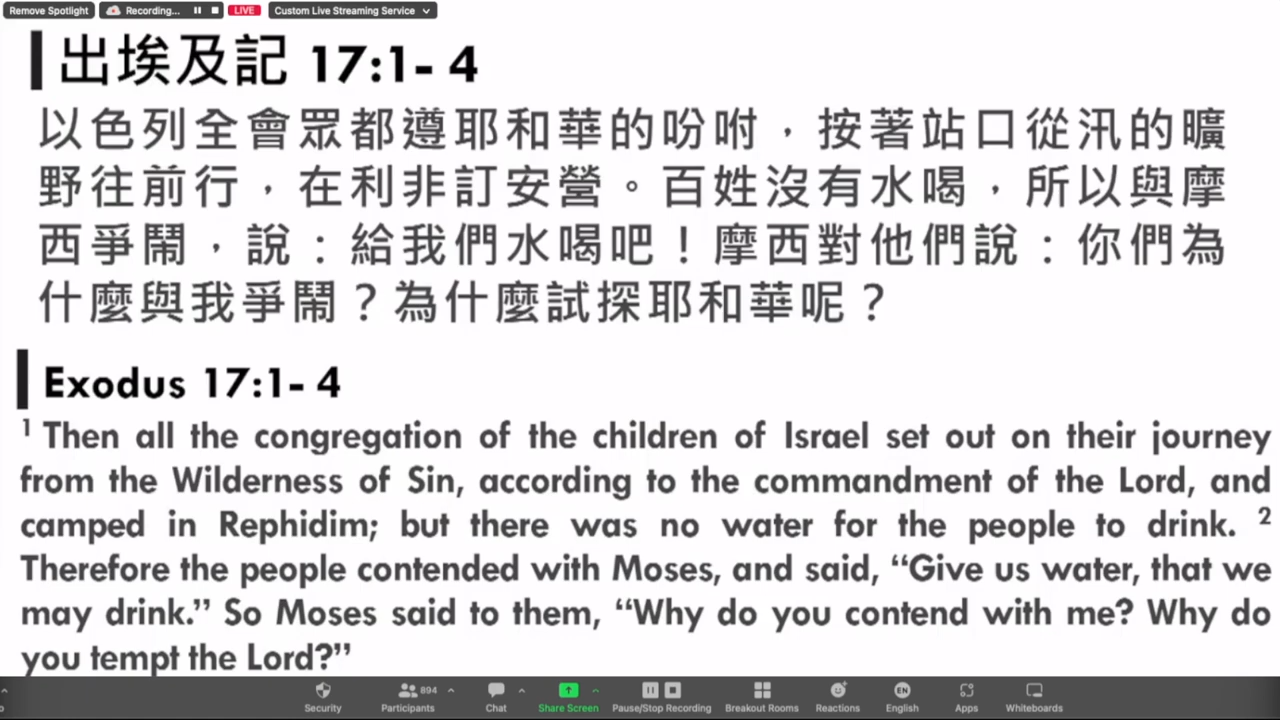 Remove Spotlight Recording... LIVE Custom Live Streaming Service
出埃及記 17:1- 4
以色列全會眾都遵耶和華的吩咐，按著站口從汛的曠
野往前行，在利非訂安營。百姓沒有水喝，所以與摩
西爭鬧，說：給我們水喝吧！摩西對他們說：你們為
什麼與我爭鬧？為什麼試探耶和華呢？
Exodus 17:1- 4
1 Then all the congregation of the children of Israel set out on their journey
from the Wilderness of Sin, according to the commandment of the Lord, and
camped in Rephidim; but there was no water for the people to drink. 2
Therefore the people contended with Moses, and said, “Give us water, that we
may drink.” So Moses said to them, “Why do you contend with me? Why do
you tempt the Lord?”
894 EN
Security Participants Chat Share Screen Pause/Stop Recording Breakout Rooms Reactions English Apps Whiteboards